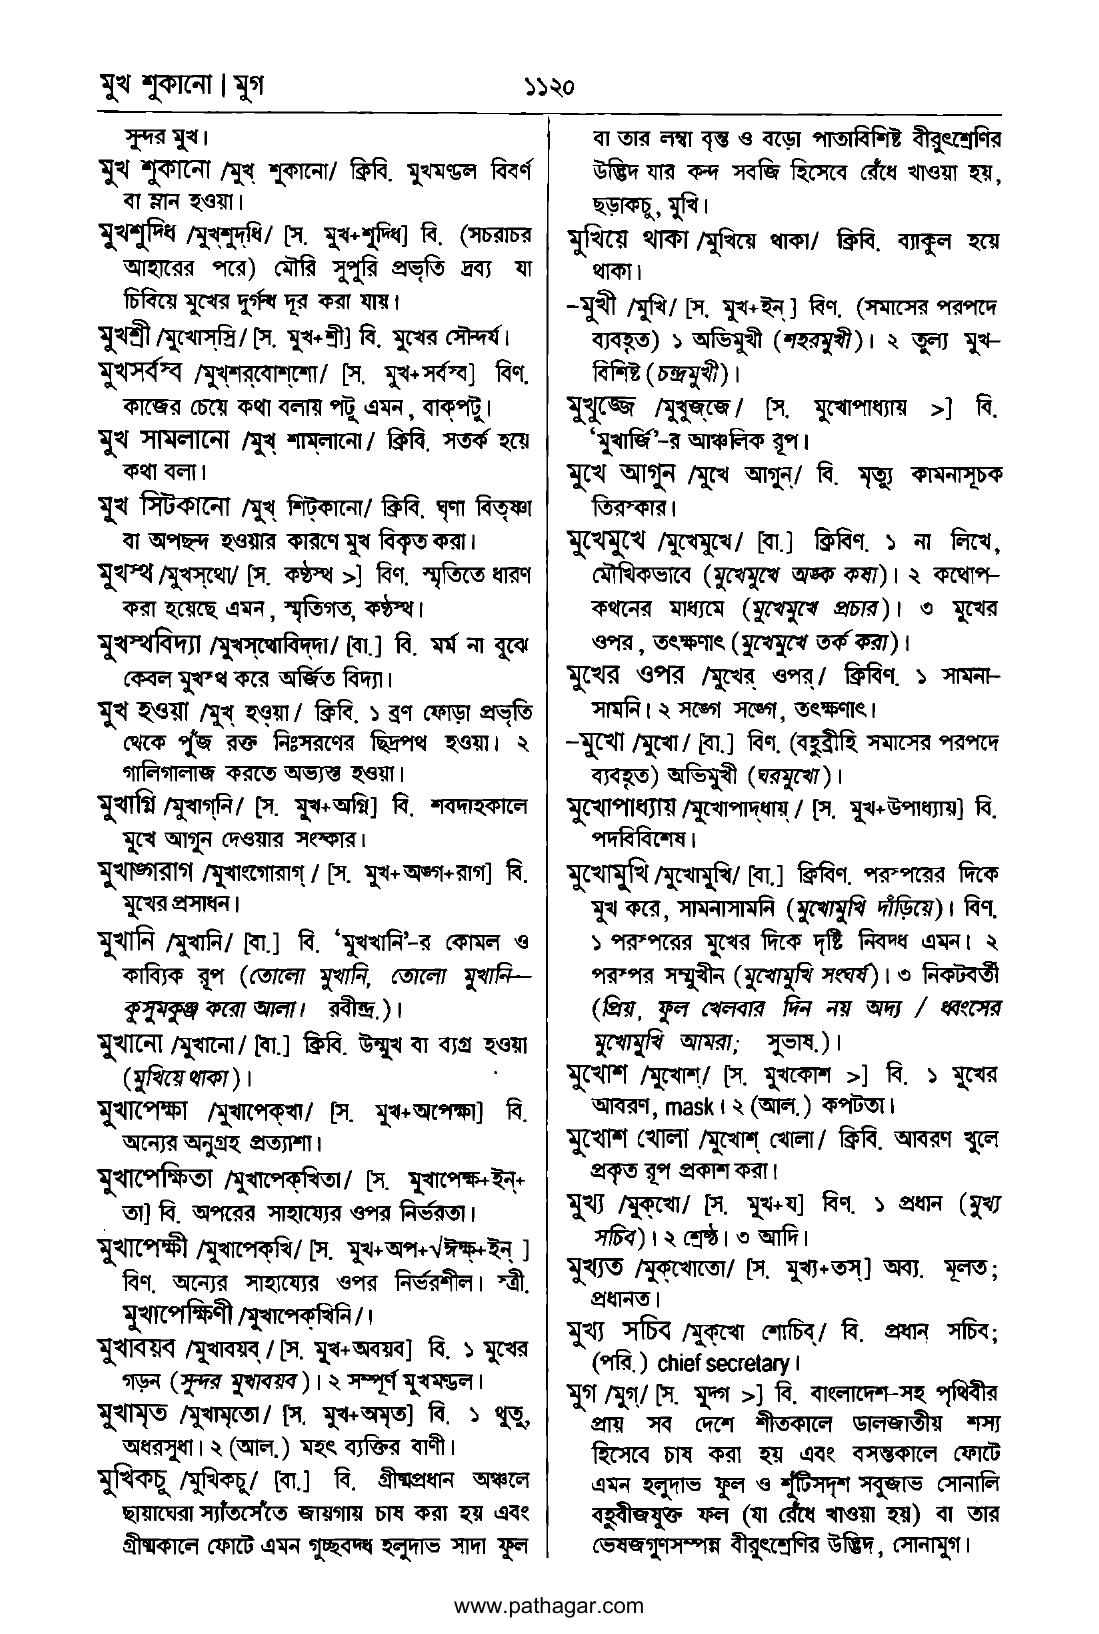 মুখ শুকানো | মুগ
১১২০
সুন্দর মুখ।
মুখ শুকানো /মুখ্ শুকানো/ ক্রিবি. মুখমণ্ডল বিবর্ণ
বা ম্লান হওয়া।
মুখশুদ্ধি /মুখ্‌শুদ্‌ধি/ [স. মুখ+শুদ্ধি] বি. (সচরাচর
আহারের পরে) মৌরি সুপুরি প্রভৃতি দ্রব্য যা
চিবিয়ে মুখের দুর্গন্ধ দূর করা যায়।
মুখশ্রী /মুখোস্‌স্রি/ [স. মুখ+শ্রী] বি. মুখের সৌন্দর্য।
মুখসর্বস্ব /মুখ্‌শরবোশ্‌শো/ [স. মুখ+সর্বস্ব] বিণ.
কাজের চেয়ে কথা বলায় পটু এমন, বাক্‌পটু।
মুখ সামলানো /মুখ্ শাম্‌লানো/ ক্রিবি. সতর্ক হয়ে
কথা বলা।
মুখ সিটকানো /মুখ্ শিট্‌কানো/ ক্রিবি. ঘৃণা বিতৃষ্ণা
বা অপছন্দ হওয়ার কারণে মুখ বিকৃত করা।
মুখস্থ /মুখস্‌থো/ [স. কণ্ঠস্থ >] বিণ. স্মৃতিতে ধারণ
করা হয়েছে এমন, স্মৃতিগত, কণ্ঠস্থ।
মুখস্থবিদ্যা /মুখস্‌থোবিদ্‌দা/ [বা.] বি. মর্ম না বুঝে
কেবল মুখস্থ করে অর্জিত বিদ্যা।
মুখ হওয়া /মুখ্ হওয়া/ ক্রিবি. ১ ব্রণ ফোড়া প্রভৃতি
থেকে পুঁজ রক্ত নিঃসরণের ছিদ্রপথ হওয়া। ২
গালিগালাজ করতে অভ্যস্ত হওয়া।
মুখাগ্নি /মুখাগ্‌নি/ [স. মুখ+অগ্নি] বি. শবদাহকালে
মুখে আগুন দেওয়ার সংস্কার।
মুখাঙ্গরাগ /মুখাংগোরাগ্/ [স. মুখ+অঙ্গ+রাগ] বি.
মুখের প্রসাধন।
মুখানি /মুখানি/ [বা.] বি. ‘মুখখানি’-র কোমল ও
কাব্যিক রূপ (তোলো মুখানি, তোলো মুখানি—
কুসুমকুঞ্জ করো আলা। রবীন্দ্র.)।
মুখানো /মুখানো/ [বা.] ক্রিবি. উন্মুখ বা ব্যগ্র হওয়া
(মুখিয়ে থাকা)।
মুখাপেক্ষা /মুখাপেক্‌খা/ [স. মুখ+অপেক্ষা] বি.
অন্যের অনুগ্রহ প্রত্যাশা।
মুখাপেক্ষিতা /মুখাপেক্‌খিতা/ [স. মুখাপেক্ষ+ইন্+
তা] বি. অপরের সাহায্যের ওপর নির্ভরতা।
মুখাপেক্ষী /মুখাপেক্‌খি/ [স. মুখ+অপ+√ঈক্ষ্+ইন্ ]
বিণ. অন্যের সাহায্যের ওপর নির্ভরশীল। স্ত্রী.
মুখাপেক্ষিণী /মুখাপেক্‌খিনি/।
মুখাবয়ব /মুখাবয়ব্/ [স. মুখ+অবয়ব] বি. ১ মুখের
গড়ন (সুন্দর মুখাবয়ব)। ২ সম্পূর্ণ মুখমণ্ডল।
মুখামৃত /মুখামৃতো/ [স. মুখ+অমৃত] বি. ১ থুতু,
অধরসুধা। ২ (আল.) মহৎ ব্যক্তির বাণী।
মুখিকচু /মুখিকচু/ [বা.] বি. গ্রীষ্মপ্রধান অঞ্চলে
ছায়াঘেরা স্যাঁতসেঁতে জায়গায় চাষ করা হয় এবং
গ্রীষ্মকালে ফোটে এমন গুচ্ছবদ্ধ হলুদাভ সাদা ফুল
বা তার লম্বা বৃন্ত ও বড়ো পাতাবিশিষ্ট বীরুৎশ্রেণির
উদ্ভিদ যার কন্দ সবজি হিসেবে রেঁধে খাওয়া হয়,
ছড়াকচু, মুখি।
মুখিয়ে থাকা /মুখিয়ে থাকা/ ক্রিবি. ব্যাকুল হয়ে
থাকা।
–মুখী /মুখি/ [স. মুখ+ইন্ ] বিণ. (সমাসের পরপদে
ব্যবহৃত) ১ অভিমুখী (শহরমুখী)। ২ তুল্য মুখ–
বিশিষ্ট (চন্দ্রমুখী)।
মুখুজ্জে /মুখুজ্‌জে/ [স. মুখোপাধ্যায় >] বি.
‘মুখার্জি’-র আঞ্চলিক রূপ।
মুখে আগুন /মুখে আগুন্/ বি. মৃত্যু কামনাসূচক
তিরস্কার।
মুখেমুখে /মুখেমুখে/ [বা.] ক্রিবিণ. ১ না লিখে,
মৌখিকভাবে (মুখেমুখে অঙ্ক কষা)। ২ কথোপ–
কথনের মাধ্যমে (মুখেমুখে প্রচার)। ৩ মুখের
ওপর, তৎক্ষণাৎ (মুখেমুখে তর্ক করা)।
মুখের ওপর /মুখের্ ওপর্/ ক্রিবিণ. ১ সামনা–
সামনি। ২ সঙ্গে সঙ্গে, তৎক্ষণাৎ।
–মুখো /মুখো/ [বা.] বিণ. (বহুব্রীহি সমাসের পরপদে
ব্যবহৃত) অভিমুখী (ঘরমুখো)।
মুখোপাধ্যায় /মুখোপাদ্‌ধায়্/ [স. মুখ+উপাধ্যায়] বি.
পদবিবিশেষ।
মুখোমুখি /মুখোমুখি/ [বা.] ক্রিবিণ. পরস্পরের দিকে
মুখ করে, সামনাসামনি (মুখোমুখি দাঁড়িয়ে)। বিণ.
১ পরস্পরের মুখের দিকে দৃষ্টি নিবদ্ধ এমন। ২
পরস্পর সম্মুখীন (মুখোমুখি সংঘর্ষ)। ৩ নিকটবর্তী
(প্রিয়, ফুল খেলবার দিন নয় অদ্য / ধ্বংসের
মুখোমুখি আমরা; সুভাষ.)।
মুখোশ /মুখোশ্/ [স. মুখকোশ >] বি. ১ মুখের
আবরণ, mask। ২ (আল.) কপটতা।
মুখোশ খোলা /মুখোশ্ খোলা/ ক্রিবি. আবরণ খুলে
প্রকৃত রূপ প্রকাশ করা।
মুখ্য /মুক্‌খো/ [স. মুখ+য] বিণ. ১ প্রধান (মুখ্য
সচিব)। ২ শ্রেষ্ঠ। ৩ আদি।
মুখ্যত /মুক্‌খোতো/ [স. মুখ্য+তস্] অব্য. মূলত;
প্রধানত।
মুখ্য সচিব /মুক্‌খো শোচিব্/ বি. প্রধান সচিব;
(পরি.) chief secretary।
মুগ /মুগ্/ [স. মুদ্গ >] বি. বাংলাদেশ-সহ পৃথিবীর
প্রায় সব দেশে শীতকালে ডালজাতীয় শস্য
হিসেবে চাষ করা হয় এবং বসন্তকালে ফোটে
এমন হলুদাভ ফুল ও শুঁটিসদৃশ সবুজাভ সোনালি
বহুবীজযুক্ত ফল (যা রেঁধে খাওয়া হয়) বা তার
ভেষজগুণসম্পন্ন বীরুৎশ্রেণির উদ্ভিদ, সোনামুগ।
www.pathagar.com